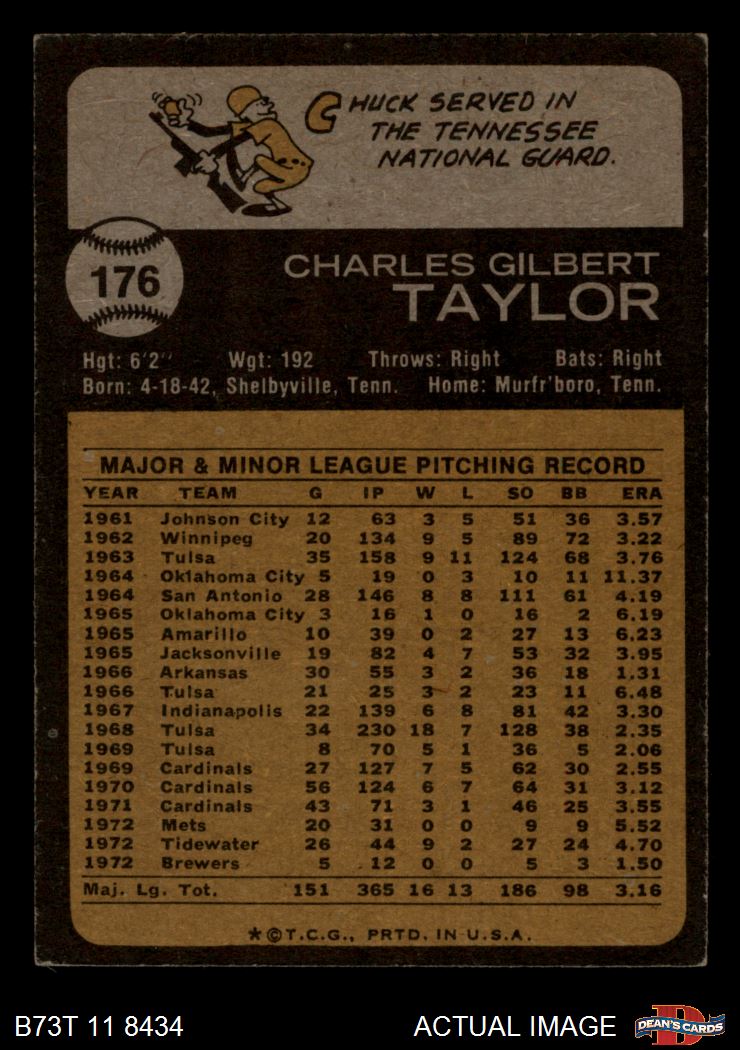 CHUCK SERVED IN
THE TENNESSEE
NATIONAL GUARD.
176
CHARLES GILBERT
TAYLOR
Hgt: 6'2" Wgt: 192 Throws: Right Bats: Right
Born: 4-18-42, Shelbyville, Tenn. Home: Murfr'boro, Tenn.
MAJOR & MINOR LEAGUE PITCHING RECORD
YEAR TEAM G IP W L SO BB ERA
1961 Johnson City 12 63 3 5 51 36 3.57
1962 Winnipeg 20 134 9 5 89 72 3.22
1963 Tulsa 35 158 9 11 124 68 3.76
1964 Oklahoma City 5 19 0 3 10 11 11.37
1964 San Antonio 28 146 8 8 111 61 4.19
1965 Oklahoma City 3 16 1 0 16 2 6.19
1965 Amarillo 10 39 0 2 27 13 6.23
1965 Jacksonville 19 82 4 7 53 32 3.95
1966 Arkansas 30 55 3 2 36 18 1.31
1966 Tulsa 21 25 3 2 23 11 6.48
1967 Indianapolis 22 139 6 8 81 42 3.30
1968 Tulsa 34 230 18 7 128 38 2.35
1969 Tulsa 8 70 5 1 36 5 2.06
1969 Cardinals 27 127 7 5 62 30 2.55
1970 Cardinals 56 124 6 7 64 31 3.12
1971 Cardinals 43 71 3 1 46 25 3.55
1972 Mets 20 31 0 0 9 9 5.52
1972 Tidewater 26 44 9 2 27 24 4.70
1972 Brewers 5 12 0 0 5 3 1.50
Maj. Lg. Tot. 151 365 16 13 186 98 3.16
★©T.C.G., PRTD. IN U.S.A.
B73T 11 8434 ACTUAL IMAGE
D
DEAN'S CARDS